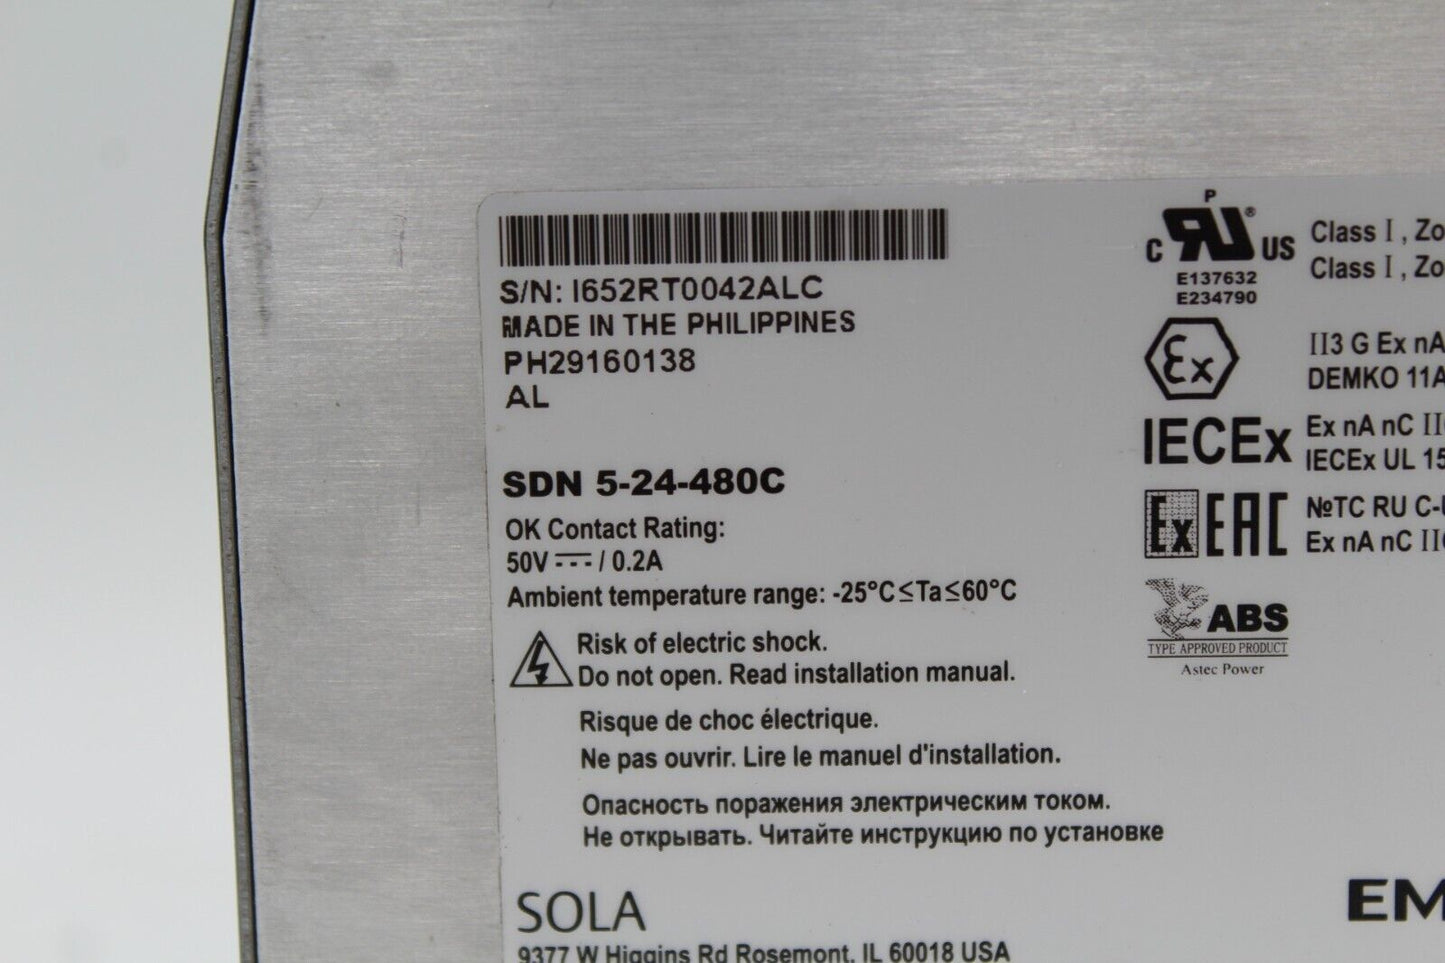 S/N: I652RT0042ALC
MADE IN THE PHILIPPINES
PH29160138
AL
SDN 5-24-480C
OK Contact Rating:
50V / 0.2A
Ambient temperature range: -25°C≤Ta≤60°C
Risk of electric shock.
Do not open. Read installation manual.
Risque de choc électrique.
Ne pas ouvrir. Lire le manuel d'installation.
Опасность поражения электрическим током.
Не открывать. Читайте инструкцию по установке
SOLA
9377 W Higgins Rd Rosemont, IL 60018 USA
P
C RU® US
E137632
E234790
Class I , Zo
Class I , Zo
Ex
II3 G Ex nA
DEMKO 11A
IECEx
Ex nA nC II
IECEx UL 15
Ex EAC
№TC RU C-U
Ex nA nC II
ABS
TYPE APPROVED PRODUCT
Astec Power
EM